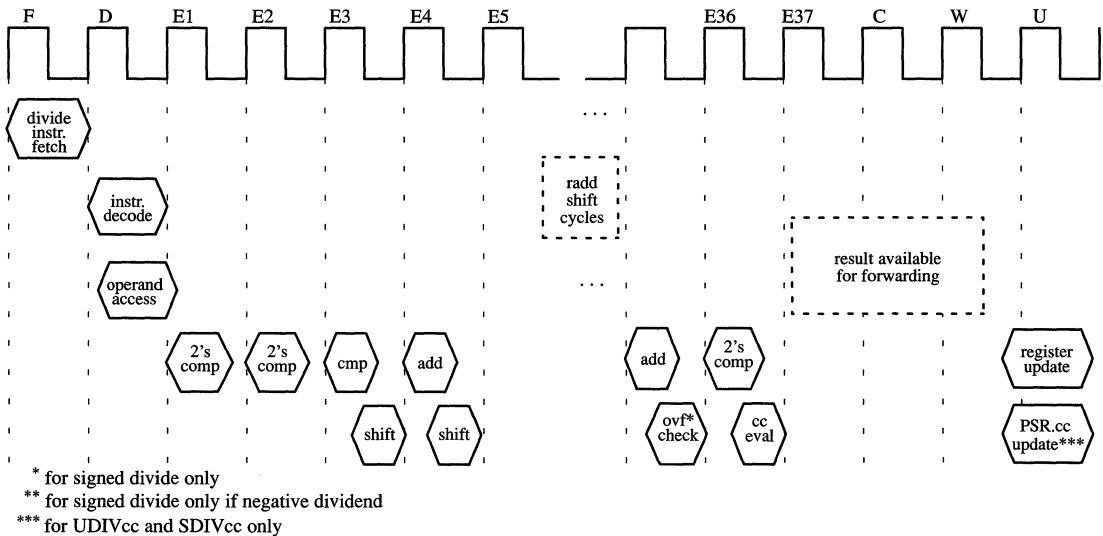 F D E1 E2 E3 E4 E5 E36 E37 C W U
divide
instr.
fetch
...
instr.
decode
radd
shift
cycles
operand
access
...
result available
for forwarding
2's
comp
2's
comp
cmp
add
add
2's
comp
register
update
shift
shift
ovf*
check
cc
eval
PSR.cc
update***
* for signed divide only
** for signed divide only if negative dividend
*** for UDIVcc and SDIVcc only